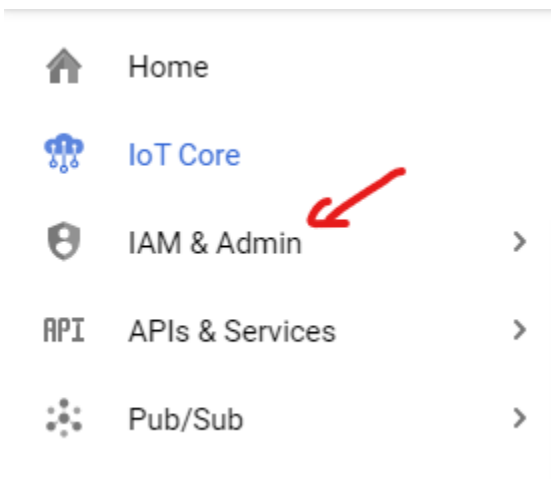 Home
IoT Core
IAM & Admin
API APIs & Services
Pub/Sub